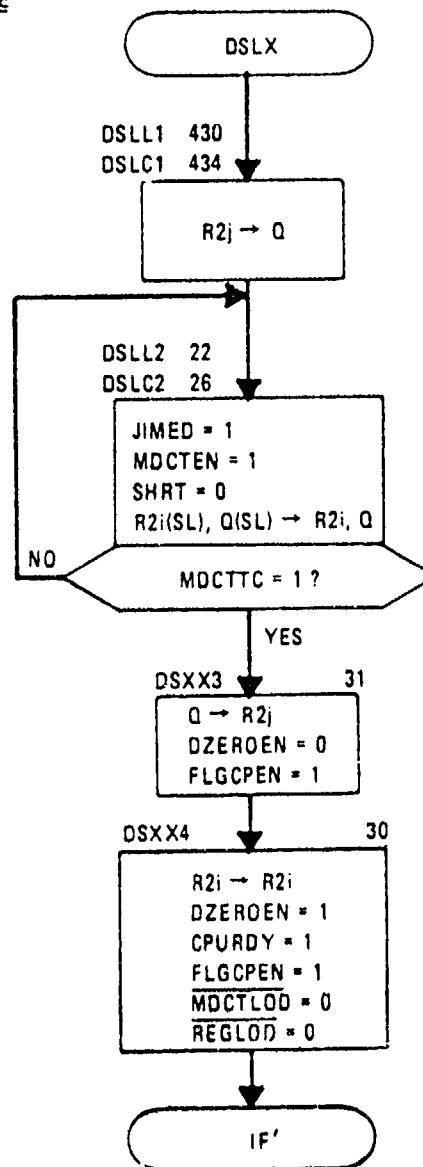 DSLX
DSLL1 430
DSLC1 434
R2j → Q
DSLL2 22
DSLC2 26
JIMED = 1
MDCTEN = 1
SHRT = 0
R2i(SL), Q(SL) → R2i, Q
NO
MDCTTC = 1 ?
YES
DSXX3 31
Q → R2j
DZEROEN = 0
FLGCPEN = 1
DSXX4 30
R2i → R2i
DZEROEN = 1
CPURDY = 1
FLGCPEN = 1
M̅D̅C̅T̅L̅O̅D̅ = 0
R̅E̅G̅L̅O̅D̅ = 0
IF'